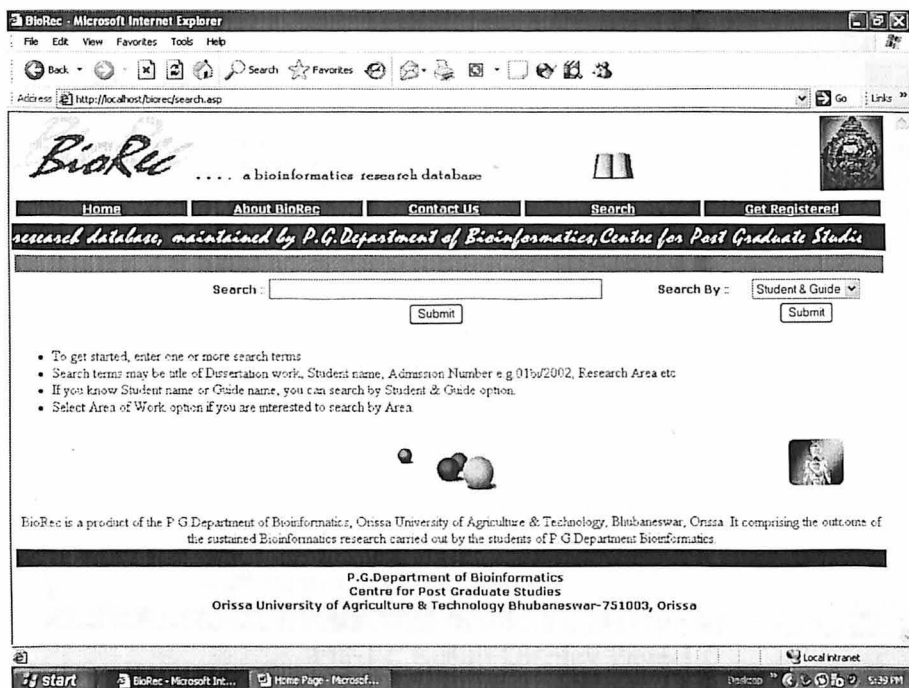 BioRec - Microsoft Internet Explorer
File Edit View Favorites Tools Help
Back Search Favorites
Address http://localhost/biorec/search.asp Go Links »
BioRec .... a bioinformatics research database
Home About BioRec Contact Us Search Get Registered
research database, maintained by P.G.Department of Bioinformatics,Centre for Post Graduate Studie
Search : Search By :: Student & Guide
Submit Submit
• To get started, enter one or more search terms
• Search terms may be title of Dissertation work, Student name, Admission Number e.g 01bi/2002, Research Area etc
• If you know Student name or Guide name, you can search by Student & Guide option.
• Select Area of Work option if you are interested to search by Area
BioRec is a product of the P G Department of Bioinformatics, Orissa University of Agriculture & Technology, Bhubaneswar, Orissa. It comprising the outcome of
the sustained Bioinformatics research carried out by the students of P G Department Bioinformatics.
P.G.Department of Bioinformatics
Centre for Post Graduate Studies
Orissa University of Agriculture & Technology Bhubaneswar-751003, Orissa
Local intranet
start BioRec - Microsoft Int... Home Page - Microsof... Desktop » 5:39 PM